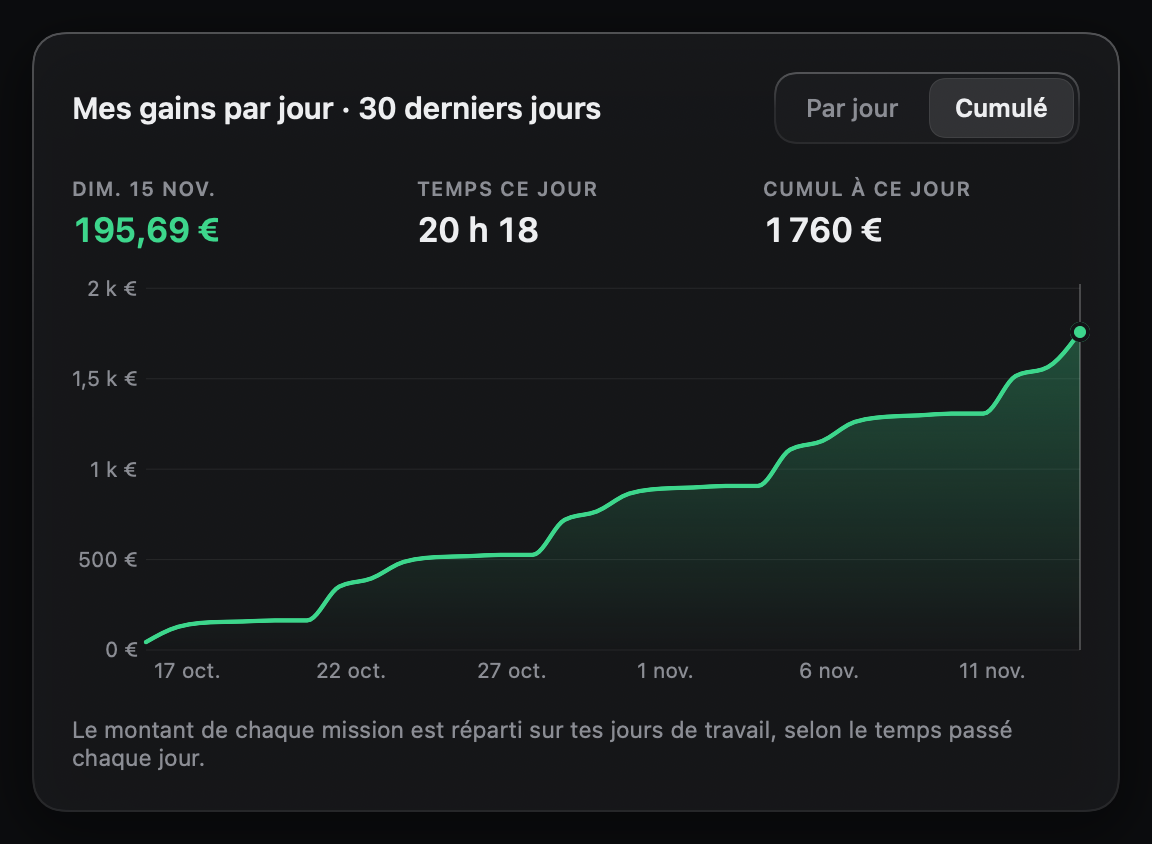 Mes gains par jour · 30 derniers jours
Par jour
Cumulé
DIM. 15 NOV.
TEMPS CE JOUR
CUMUL À CE JOUR
195,69 €
20 h 18
1 760 €
2 k €
1,5 k €
1 k €
500 €
0 €
17 oct.
22 oct.
27 oct.
1 nov.
6 nov.
11 nov.
Le montant de chaque mission est réparti sur tes jours de travail, selon le temps passé
chaque jour.